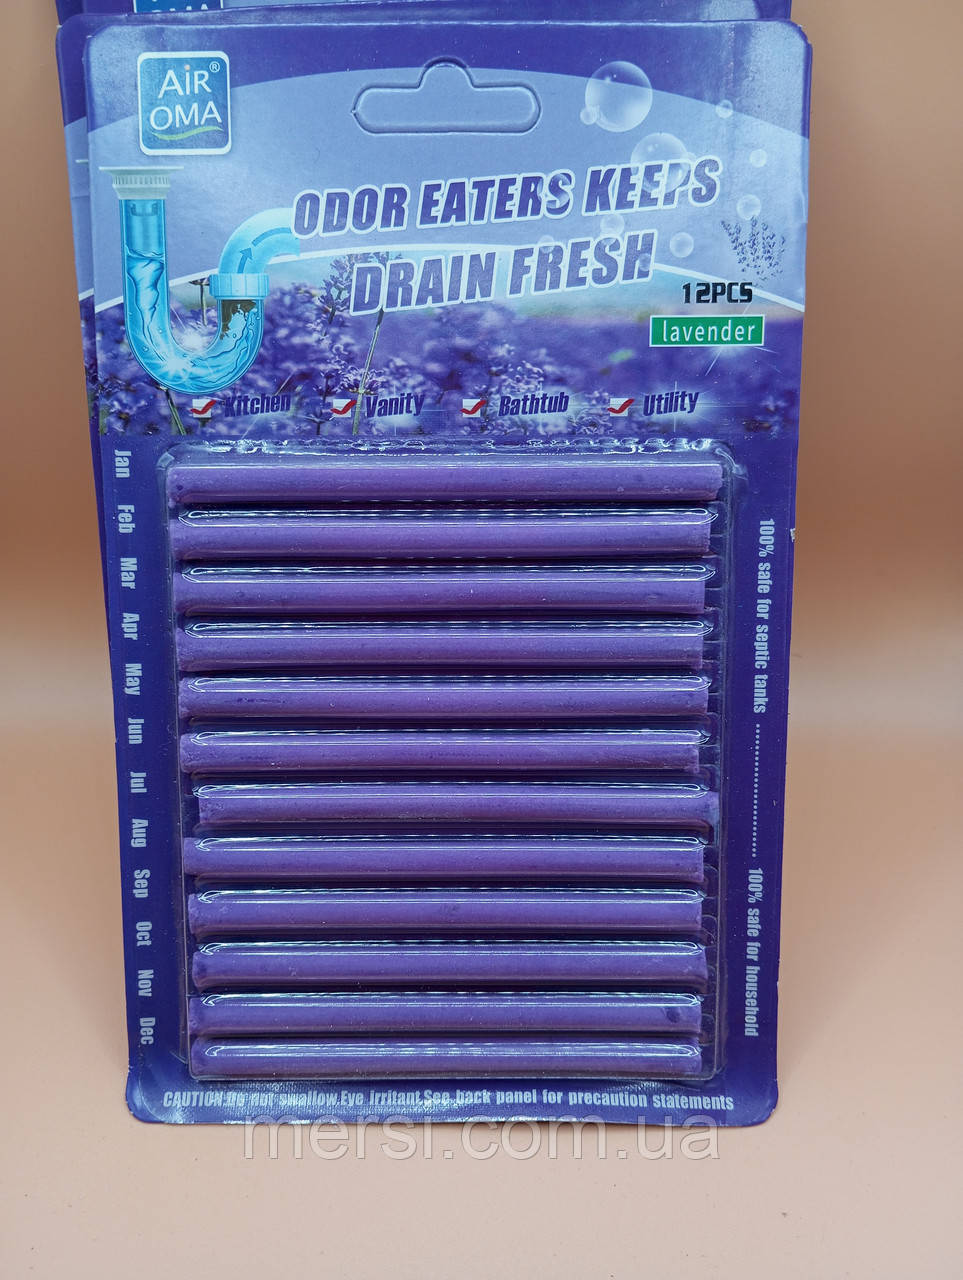 AiR®
OMA
ODOR EATERS KEEPS
DRAIN FRESH
12PCS
lavender
Kitchen Vanity Bathtub Utility
Jan Feb Mar Apr May Jun Jul Aug Sep Oct Nov Dec
100% safe for septic tanks ........................ 100% safe for household
CAUTION.Do not swallow.Eye irritant.See back panel for precaution statements
mersi.com.ua